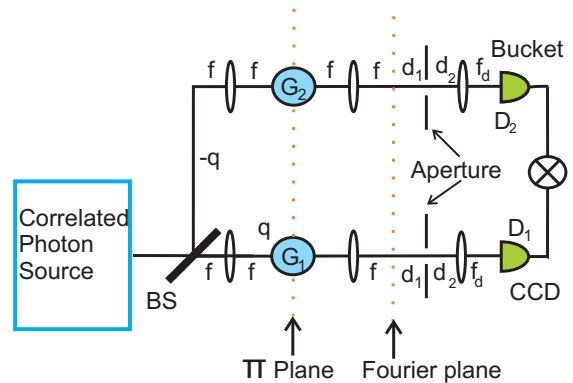 Bucket
f f f f d1 d2 fd
G2
D2
-q
Aperture
Correlated
Photon
Source
q
D1
G1
f f f d1 d2 fd
BS
CCD
π Plane
Fourier plane